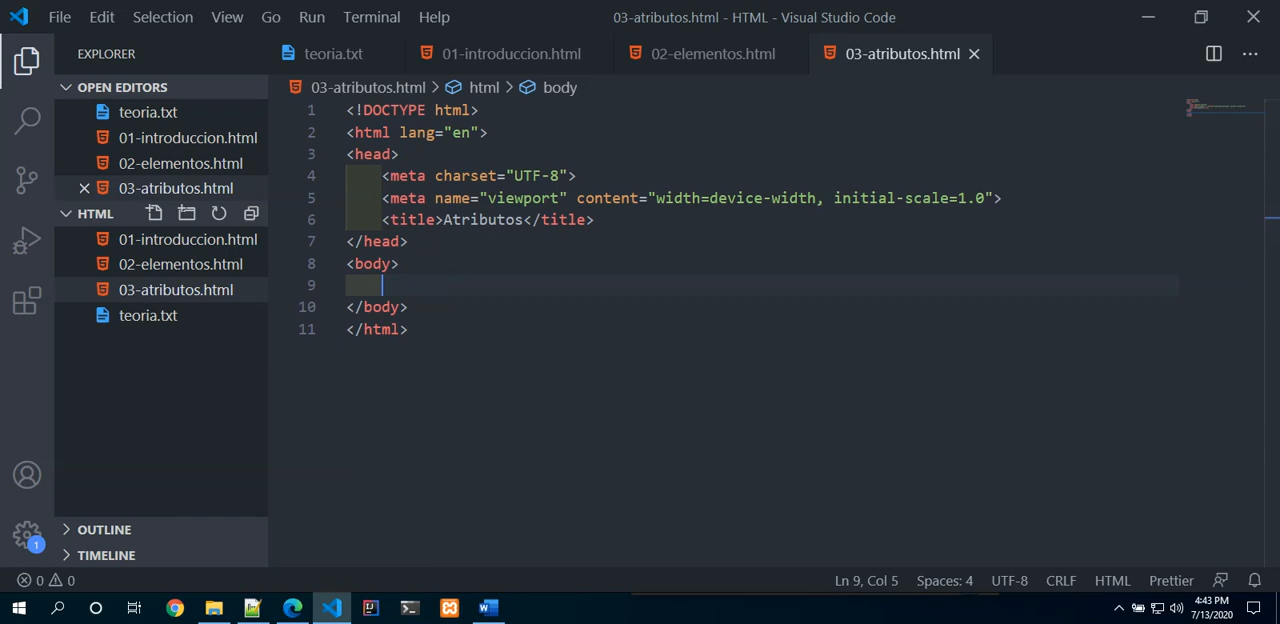 File Edit Selection View Go Run Terminal Help 03-atributos.html - HTML - Visual Studio Code
EXPLORER teoria.txt 01-introduccion.html 02-elementos.html 03-atributos.html
OPEN EDITORS
teoria.txt
01-introduccion.html
02-elementos.html
03-atributos.html
HTML
01-introduccion.html
02-elementos.html
03-atributos.html
teoria.txt
OUTLINE
TIMELINE
03-atributos.html > html > body
1 <!DOCTYPE html>
2 <html lang="en">
3 <head>
4 <meta charset="UTF-8">
5 <meta name="viewport" content="width=device-width, initial-scale=1.0">
6 <title>Atributos</title>
7 </head>
8 <body>
9
10 </body>
11 </html>
1
0 0 Ln 9, Col 5 Spaces: 4 UTF-8 CRLF HTML Prettier
4:43 PM
7/13/2020